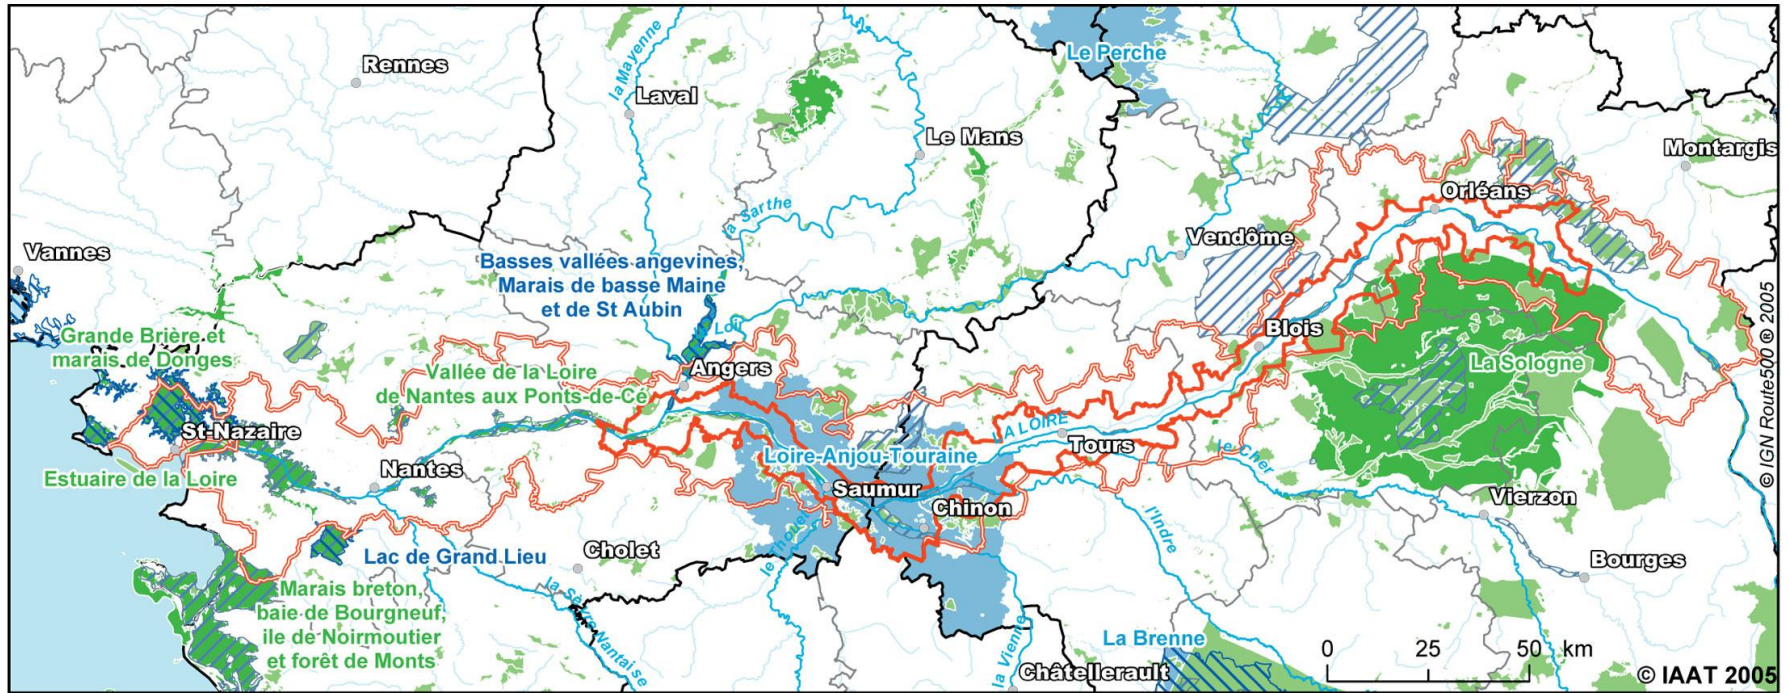 Le Perche
Rennes
la Mayenne
Laval
Le Mans
Montargis
Orléans
la Sarthe
Vendôme
Vannes
Basses vallées angevines,
Marais de basse Maine
et de St Aubin
Loir
Blois
Grande Brière et
marais de Donges
Vallée de la Loire
de Nantes aux Ponts-de-Cé
Angers
La Sologne
St-Nazaire
LA LOIRE
Tours
le Cher
Loire-Anjou-Touraine
Estuaire de la Loire
Nantes
Saumur
Chinon
Vierzon
l'Indre
le Thouet
Cholet
Lac de Grand Lieu
Bourges
Marais breton,
baie de Bourgneuf,
ile de Noirmoutier
et forêt de Monts
la Sèvre Nantaise
la Vienne
La Brenne
Châtellerault
0 25 50 km
© IGN Route500 ® 2005
© IAAT 2005